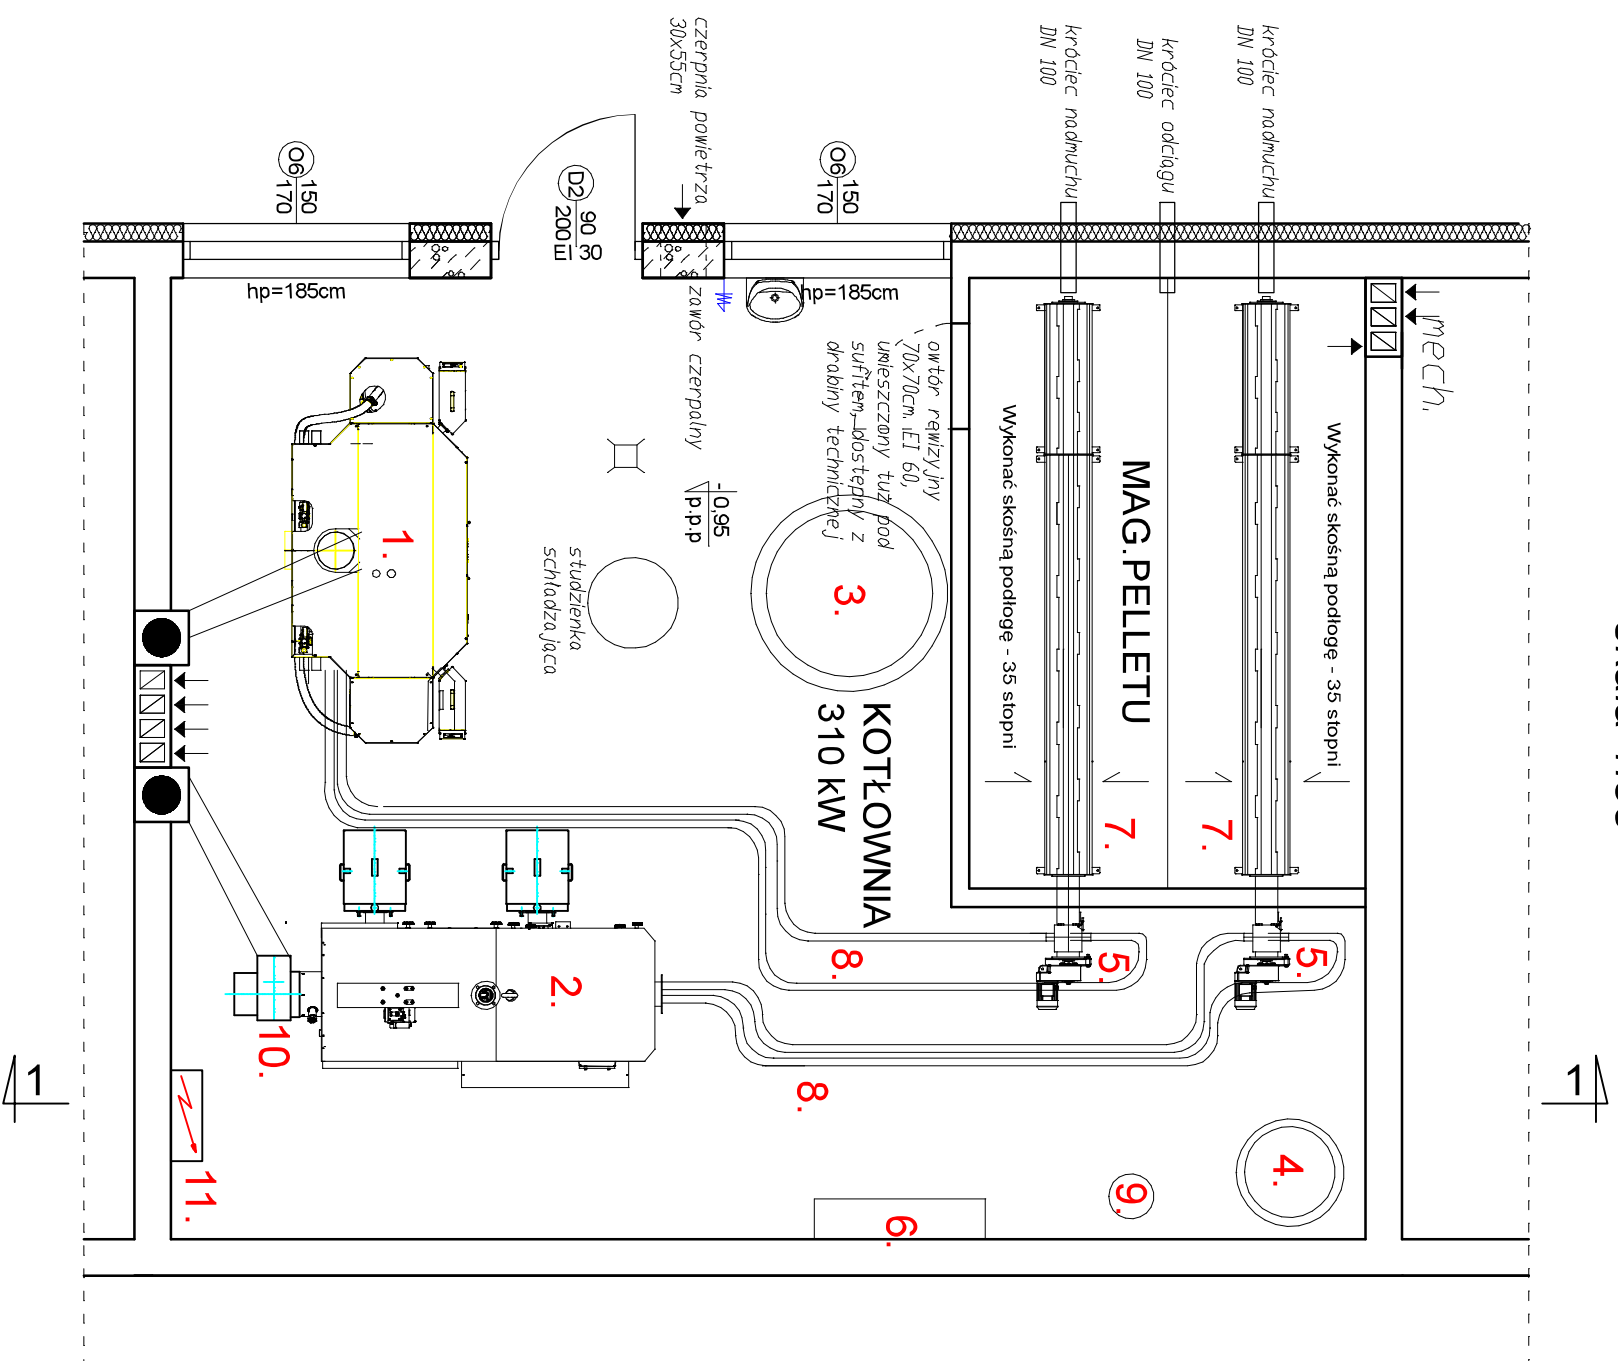 czerpnia powietrza
30x55cm
króciec nadmuchu
DN 100
króciec odciągu
DN 100
króciec nadmuchu
DN 100
O6
150
170
D2
90
200
EI 30
O6
150
170
hp=185cm
hp=185cm
zawór czerpalny
owtór rewizyjny
70x70cm, EI 60,
umieszczony tuż pod
sufitem, dostępny z
drabiny technicznej
mech.
Wykonać skośną podłogę - 35 stopni
MAG.PELLETU
Wykonać skośną podłogę - 35 stopni
-0,95
p.p.p
studzienka
schładzająca
1.
3.
KOTŁOWNIA
310 kW
7.
7.
2.
8.
5.
5.
10.
8.
1
1
11.
4.
9.
6.